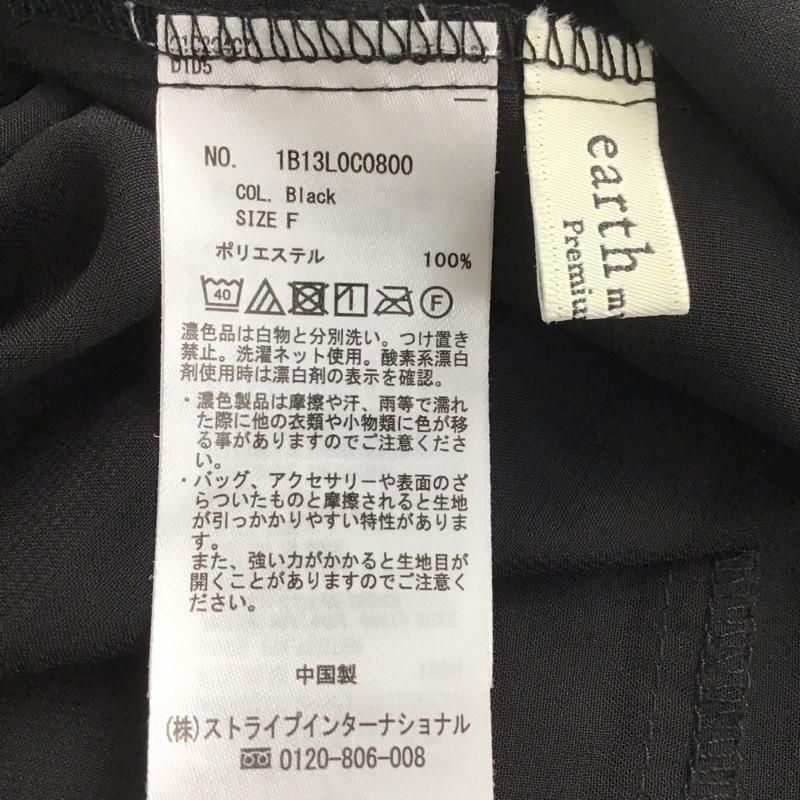 D1D5
NO. 1B13L0C0800
COL. Black
SIZE F
ポリエステル 100%
40 F
濃色品は白物と分別洗い。つけ置き
禁止。洗濯ネット使用。酸素系漂白
剤使用時は漂白剤の表示を確認。
・濃色製品は摩擦や汗、雨等で濡れ
た際に他の衣類や小物類に色が移
る事がありますのでご注意くださ
い。
・バッグ、アクセサリーや表面のざ
らついたものと摩擦されると生地
が引っかかりやすい特性がありま
す。
また、強い力がかかると生地目が
開くことがありますのでご注意く
ださい。
中国製
(株)ストライプインターナショナル
0120-806-008
earth
Premiu